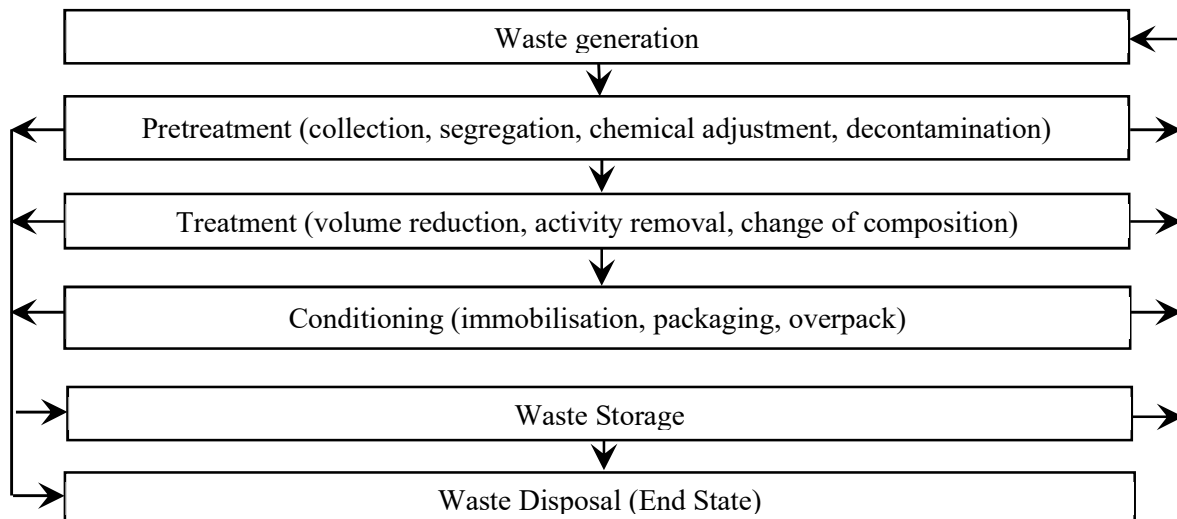 Waste generation
Pretreatment (collection, segregation, chemical adjustment, decontamination)
Treatment (volume reduction, activity removal, change of composition)
Conditioning (immobilisation, packaging, overpack)
Waste Storage
Waste Disposal (End State)